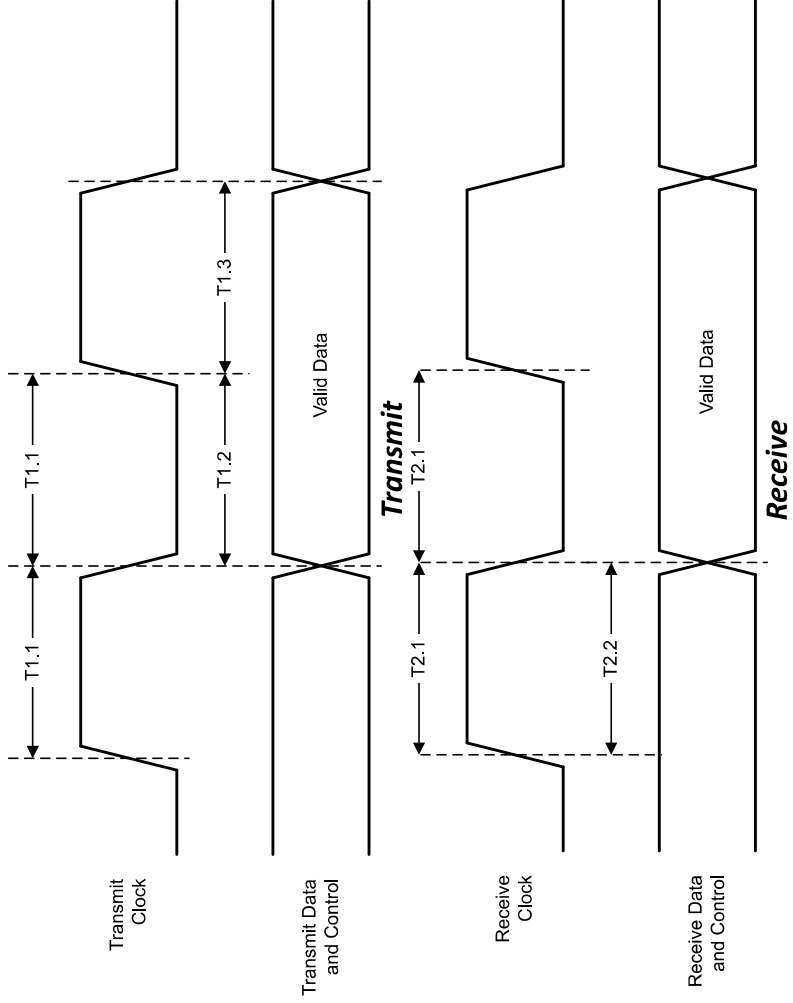 T1.1
T1.1
Transmit
Clock
T1.2
T1.3
Transmit Data
and Control
Valid Data
Transmit
T2.1
T2.1
Receive
Clock
T2.2
Receive Data
and Control
Valid Data
Receive